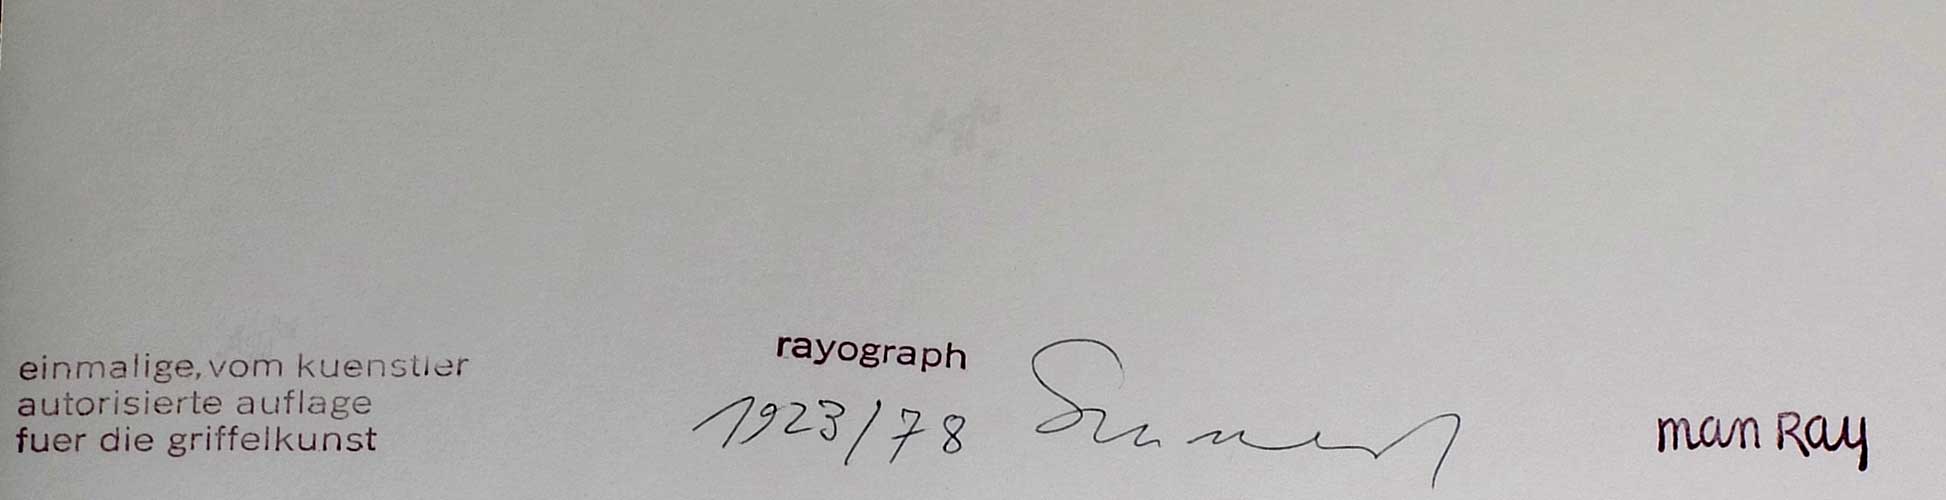 einmalige, vom kuenstler
autorisierte auflage
fuer die griffelkunst
rayograph
1923/78
man Ray